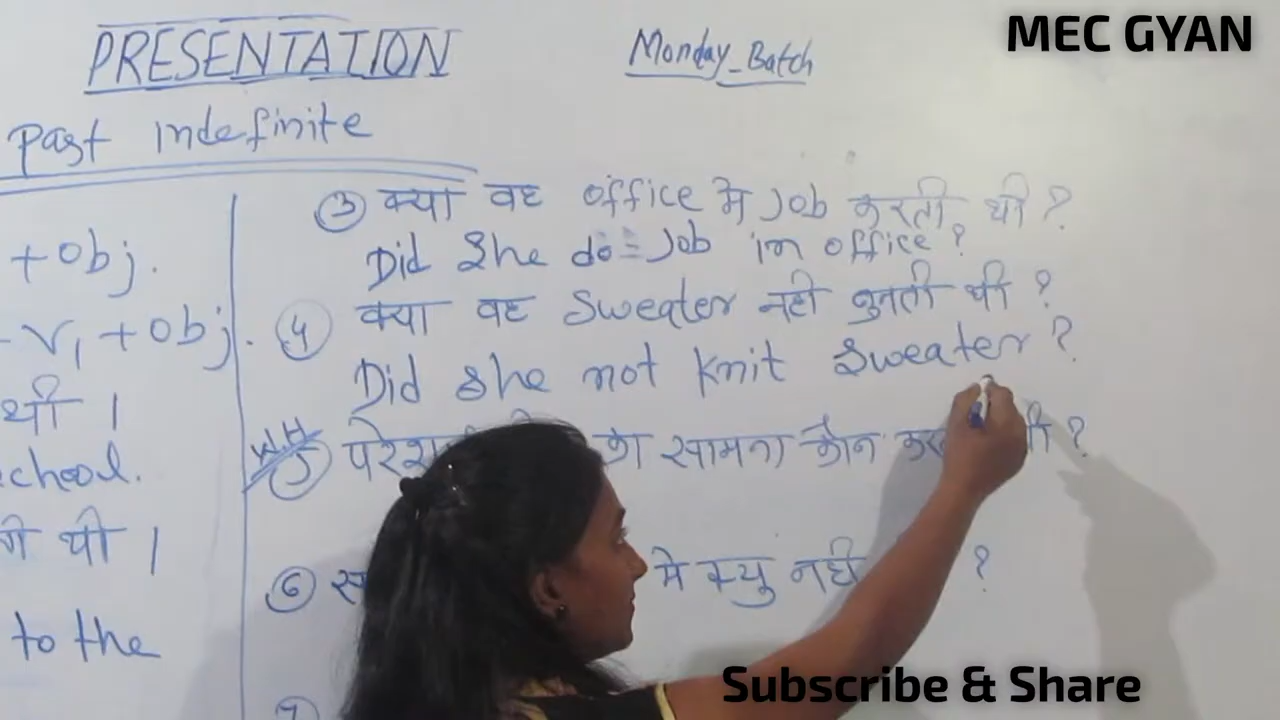 MEC GYAN
PRESENTATION
Monday_Batch
Past Indefinite
+ Obj.
- V1 + Obj.
थी ।
school.
थी ।
to the
③ क्या वह office मे Job करती थी ?
Did She do Job in office ?
④ क्या वह Sweater नही बुनती थी ?
Did she not knit Sweater ?
WH 5 का सामना कौन ?
⑥ मे क्यु नही ?
7
Subscribe & Share